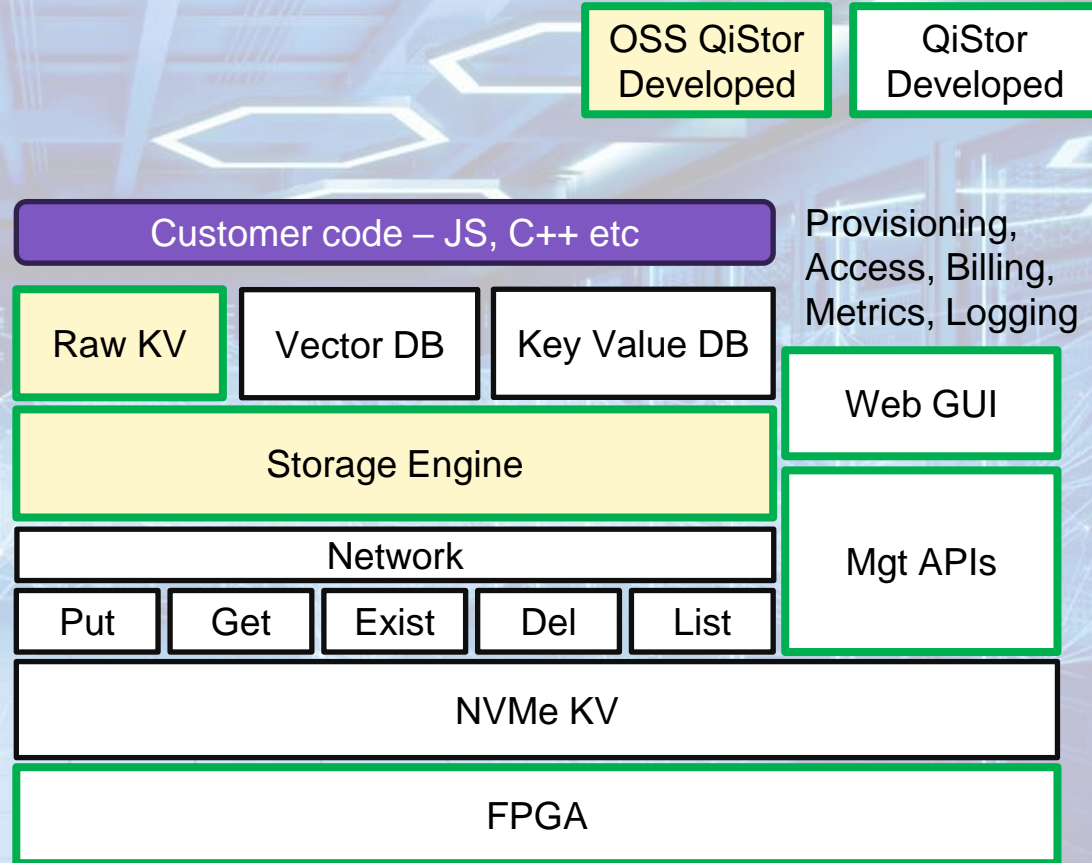 OSS QiStor
Developed
QiStor
Developed
Customer code – JS, C++ etc
Provisioning,
Access, Billing,
Metrics, Logging
Raw KV
Vector DB
Key Value DB
Web GUI
Storage Engine
Network
Mgt APIs
Put
Get
Exist
Del
List
NVMe KV
FPGA